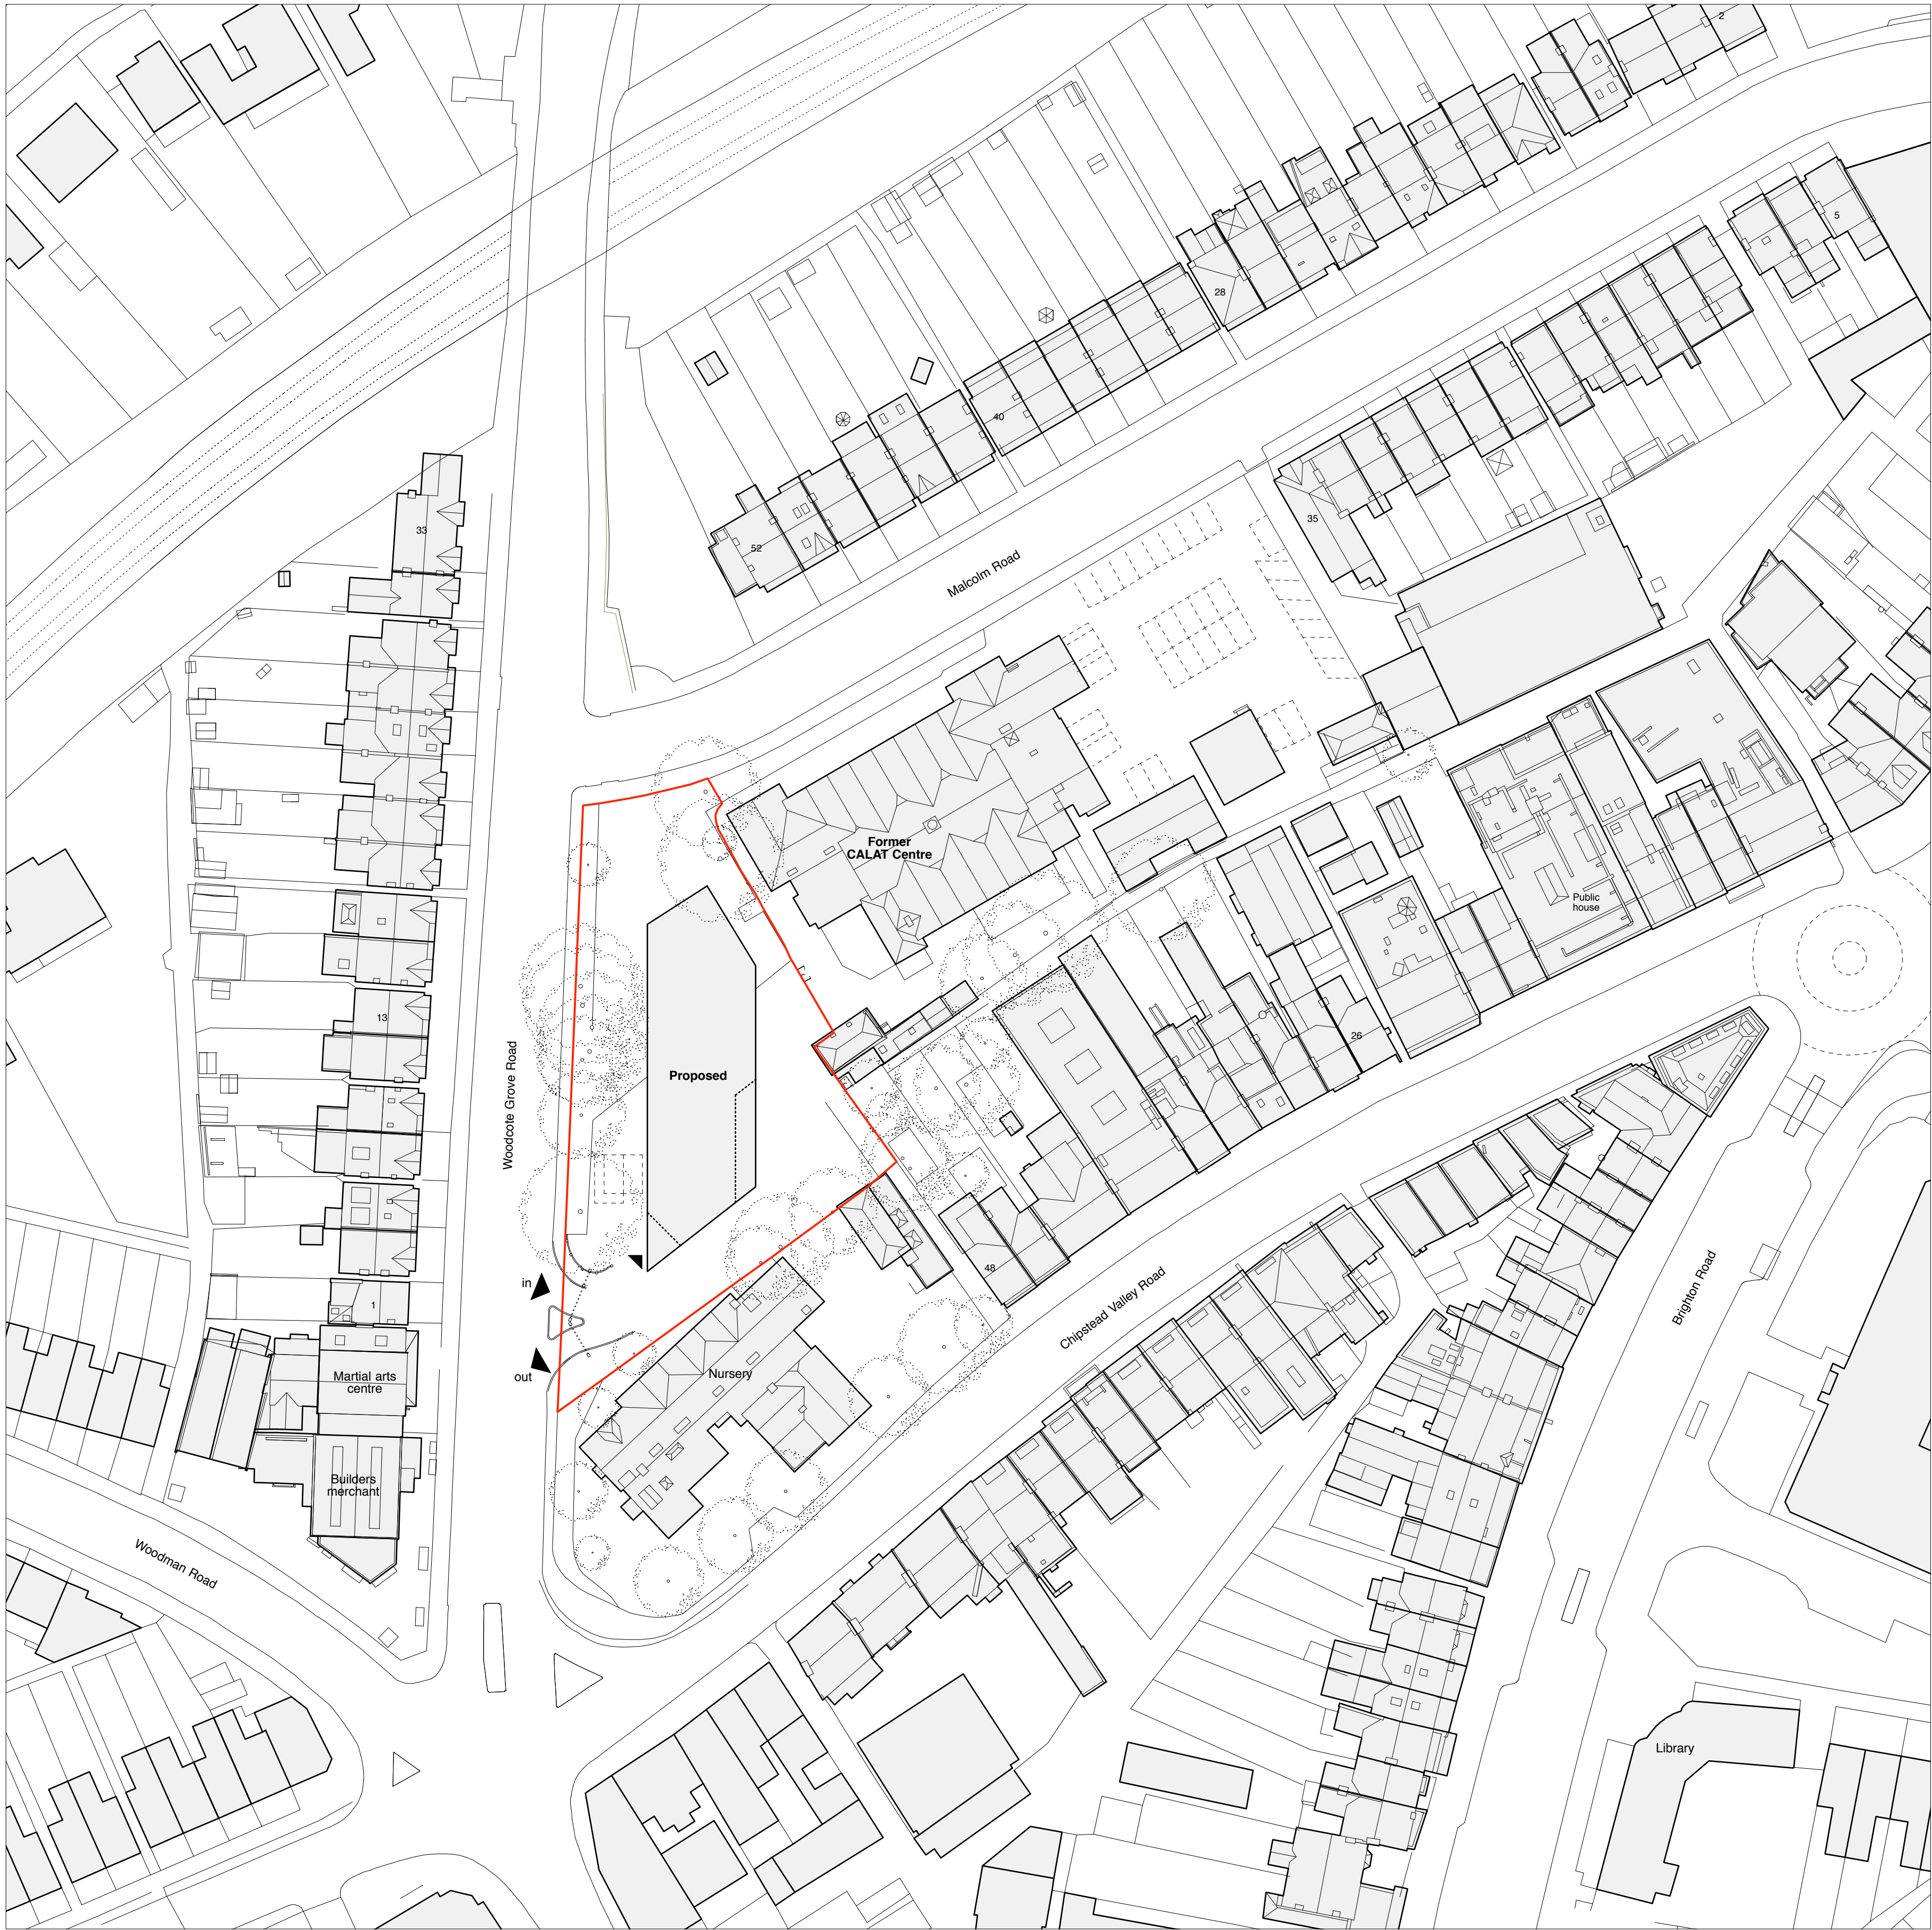 2
5
28
40
35
33
52
Malcolm Road
Former
CALAT Centre
Public
house
13
26
Woodcote Grove Road
Proposed
48
in
1
out
Chipstead Valley Road
Brighton Road
Martial arts
centre
Nursery
Builders
merchant
Woodman Road
Library